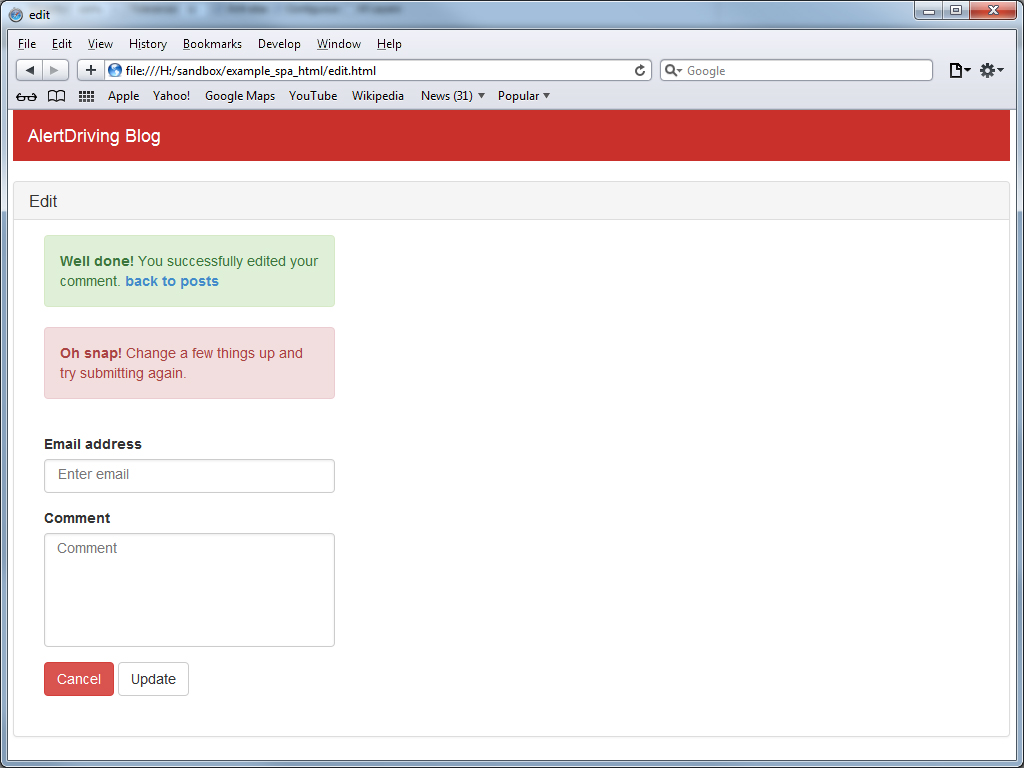 edit
File Edit View History Bookmarks Develop Window Help
file:///H:/sandbox/example_spa_html/edit.html
Google
Apple Yahoo! Google Maps YouTube Wikipedia News (31) Popular
AlertDriving Blog
Edit
Well done! You successfully edited your
comment. back to posts
Oh snap! Change a few things up and
try submitting again.
Email address
Enter email
Comment
Comment
Cancel Update